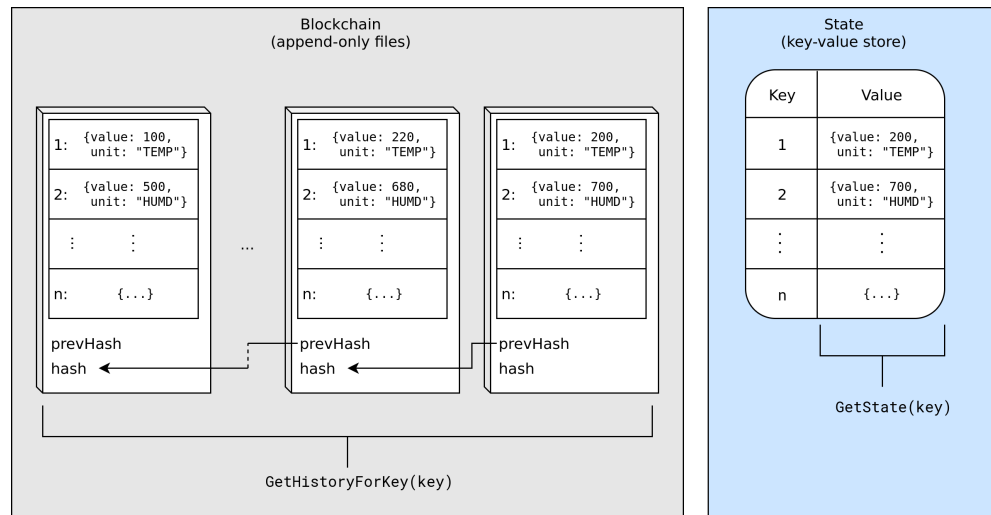 Blockchain
(append-only files)
1: {value: 100,
unit: "TEMP"}
2: {value: 500,
unit: "HUMD"}
⋮ ⋮
n: {...}
prevHash
hash
...
1: {value: 220,
unit: "TEMP"}
2: {value: 680,
unit: "HUMD"}
⋮ ⋮
n: {...}
prevHash
hash
1: {value: 200,
unit: "TEMP"}
2: {value: 700,
unit: "HUMD"}
⋮ ⋮
n: {...}
prevHash
hash
GetHistoryForKey(key)
State
(key-value store)
Key Value
1 {value: 200,
unit: "TEMP"}
2 {value: 700,
unit: "HUMD"}
⋮ ⋮
n {...}
GetState(key)